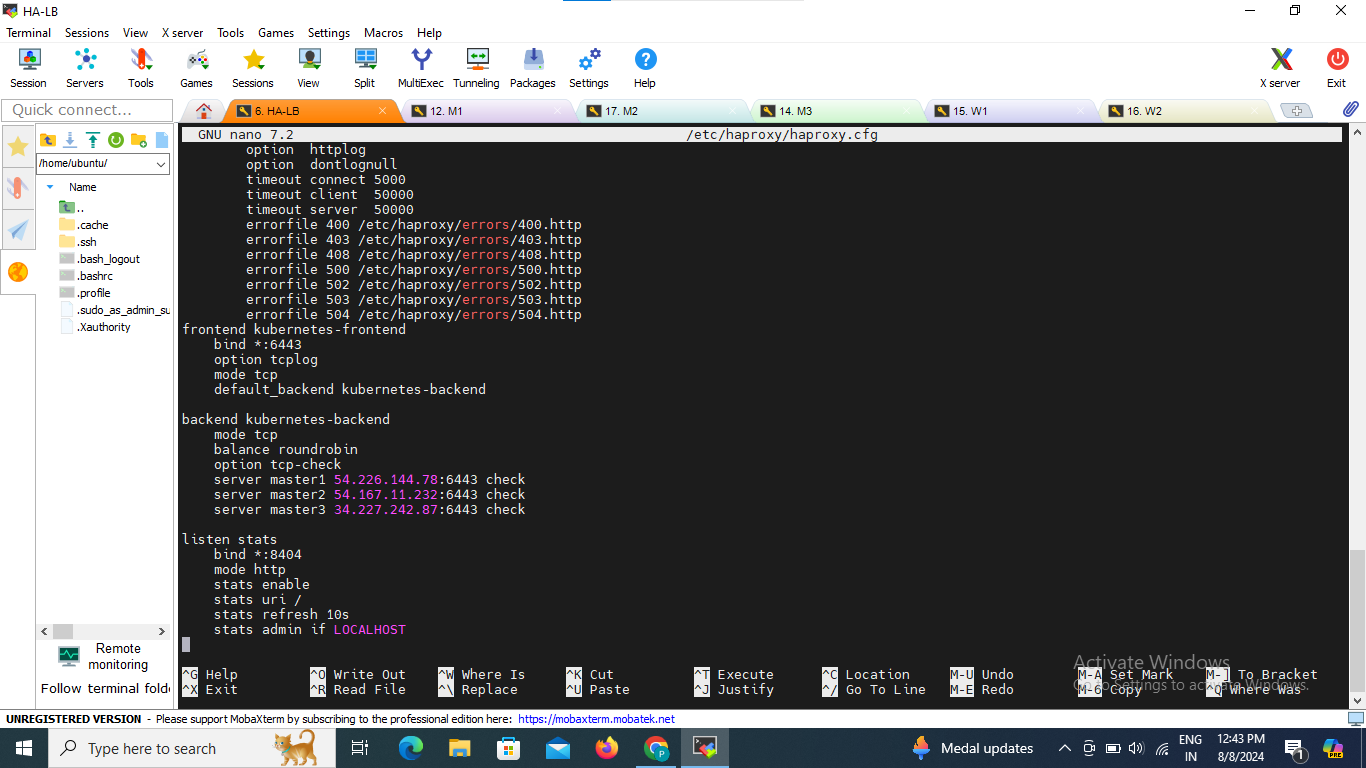 HA-LB
Terminal Sessions View X server Tools Games Settings Macros Help
Session Servers Tools Games Sessions View Split MultiExec Tunneling Packages Settings Help X server Exit
Quick connect...
6. HA-LB 12. M1 17. M2 14. M3 15. W1 16. W2
/home/ubuntu/
Name
..
.cache
.ssh
.bash_logout
.bashrc
.profile
.sudo_as_admin_su
.Xauthority
Remote
monitoring
Follow terminal folde
GNU nano 7.2 /etc/haproxy/haproxy.cfg
option httplog
option dontlognull
timeout connect 5000
timeout client 50000
timeout server 50000
errorfile 400 /etc/haproxy/errors/400.http
errorfile 403 /etc/haproxy/errors/403.http
errorfile 408 /etc/haproxy/errors/408.http
errorfile 500 /etc/haproxy/errors/500.http
errorfile 502 /etc/haproxy/errors/502.http
errorfile 503 /etc/haproxy/errors/503.http
errorfile 504 /etc/haproxy/errors/504.http
frontend kubernetes-frontend
bind *:6443
option tcplog
mode tcp
default_backend kubernetes-backend
backend kubernetes-backend
mode tcp
balance roundrobin
option tcp-check
server master1 54.226.144.78:6443 check
server master2 54.167.11.232:6443 check
server master3 34.227.242.87:6443 check
listen stats
bind *:8404
mode http
stats enable
stats uri /
stats refresh 10s
stats admin if LOCALHOST
^G Help ^O Write Out ^W Where Is ^K Cut ^T Execute ^C Location M-U Undo M-A Set Mark M-] To Bracket
^X Exit ^R Read File ^\ Replace ^U Paste ^J Justify ^/ Go To Line M-E Redo M-6 Copy ^Q Where Was
Activate Windows
Go to Settings to activate Windows.
UNREGISTERED VERSION - Please support MobaXterm by subscribing to the professional edition here: https://mobaxterm.mobatek.net
Type here to search
Medal updates
ENG
IN
12:43 PM
8/8/2024
1
PRE